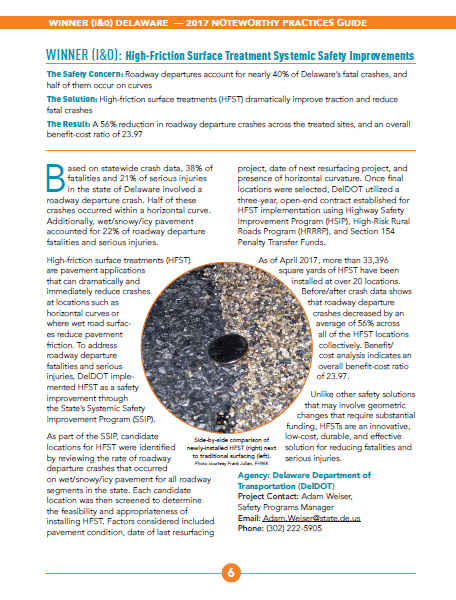 WINNER (I&O) DELAWARE — 2017 NOTEWORTHY PRACTICES GUIDE
WINNER (I&O): High-Friction Surface Treatment Systemic Safety Improvements
The Safety Concern: Roadway departures account for nearly 40% of Delaware's fatal crashes, and
half of them occur on curves
The Solution: High-friction surface treatments (HFST) dramatically improve traction and reduce
fatal crashes
The Result: A 56% reduction in roadway departure crashes across the treated sites, and an overall
benefit-cost ratio of 23.97
Based on statewide crash data, 38% of
fatalities and 21% of serious injuries
in the state of Delaware involved a
roadway departure crash. Half of these
crashes occurred within a horizontal curve.
Additionally, wet/snowy/icy pavement
accounted for 22% of roadway departure
fatalities and serious injuries.
High-friction surface treatments (HFST)
are pavement applications
that can dramatically and
immediately reduce crashes
at locations such as
horizontal curves or
where wet road surfac-
es reduce pavement
friction. To address
roadway departure
fatalities and serious
injuries, DelDOT imple-
mented HFST as a safety
improvement through
the State's Systemic Safety
Improvement Program (SSIP).
As part of the SSIP, candidate
locations for HFST were identified
by reviewing the rate of roadway
departure crashes that occurred
on wet/snowy/icy pavement for all roadway
segments in the state. Each candidate
location was then screened to determine
the feasibility and appropriateness of
installing HFST. Factors considered included
pavement condition, date of last resurfacing
project, date of next resurfacing project, and
presence of horizontal curvature. Once final
locations were selected, DelDOT utilized a
three-year, open-end contract established for
HFST implementation using Highway Safety
Improvement Program (HSIP), High-Risk Rural
Roads Program (HRRRP), and Section 154
Penalty Transfer Funds.
As of April 2017, more than 33,396
square yards of HFST have been
installed at over 20 locations.
Before/after crash data shows
that roadway departure
crashes decreased by an
average of 56% across
all of the HFST locations
collectively. Benefit/
cost analysis indicates an
overall benefit-cost ratio
of 23.97.
Unlike other safety solutions
that may involve geometric
changes that require substantial
funding, HFSTs are an innovative,
low-cost, durable, and effective
solution for reducing fatalities and
serious injuries.
Side-by-side comparison of
newly-installed HFST (right) next
to traditional surfacing (left).
Photo courtesy Frank Julian, FHWA
Agency: Delaware Department of
Transportation (DelDOT)
Project Contact: Adam Weiser,
Safety Programs Manager
Email: Adam.Weiser@state.de.us
Phone: (302) 222-5905
6